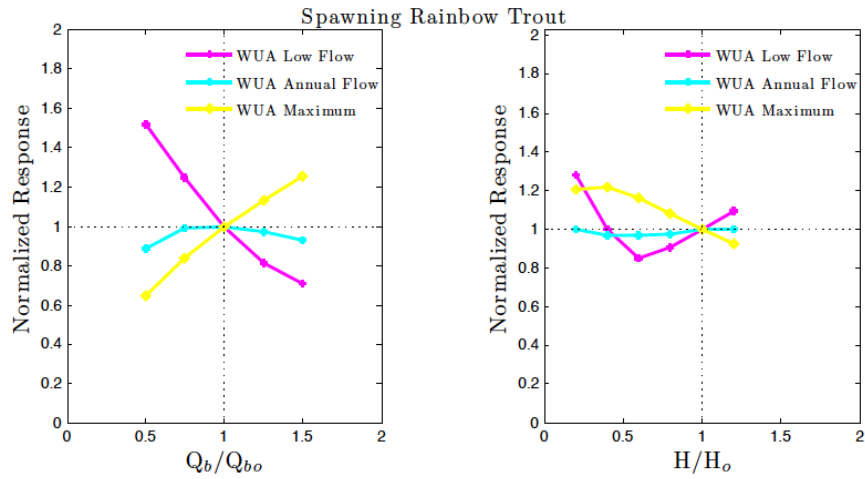 Spawning Rainbow Trout
2
1.8
1.6
1.4
1.2
1
0.8
0.6
0.4
0.2
0
Normalized Response
WUA Low Flow
WUA Annual Flow
WUA Maximum
0 0.5 1 1.5 2
Q_b/Q_{bo}
2
1.8
1.6
1.4
1.2
1
0.8
0.6
0.4
0.2
0
Normalized Response
WUA Low Flow
WUA Annual Flow
WUA Maximum
0 0.5 1 1.5 2
H/H_o